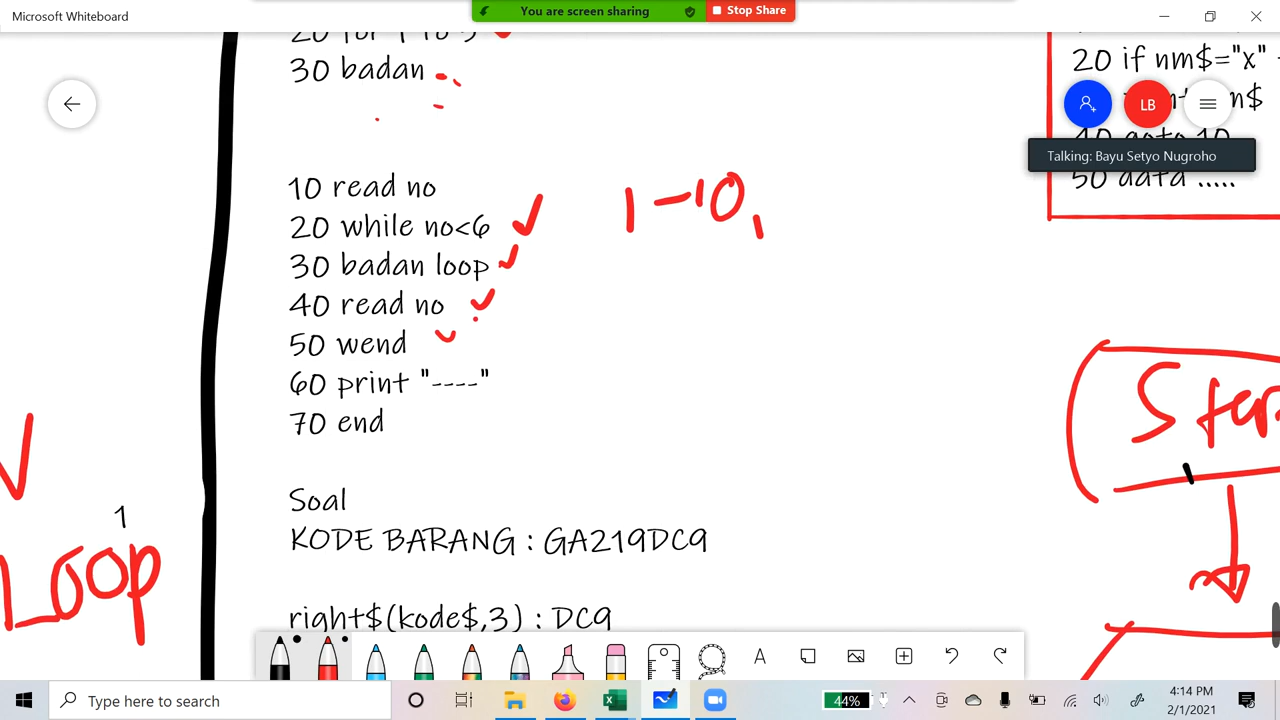 Microsoft Whiteboard
You are screen sharing
Stop Share
30 badan
10 read no
20 while no<6
30 badan loop
40 read no
50 wend
60 print "----"
70 end
1-10,
Soal
KODE BARANG : GA219DC9
right$(kode$,3) : DC9
1
Loop
20 if nm$="x"
LB
Talking: Bayu Setyo Nugroho
50 data .....
Type here to search
44%
4:14 PM
2/1/2021